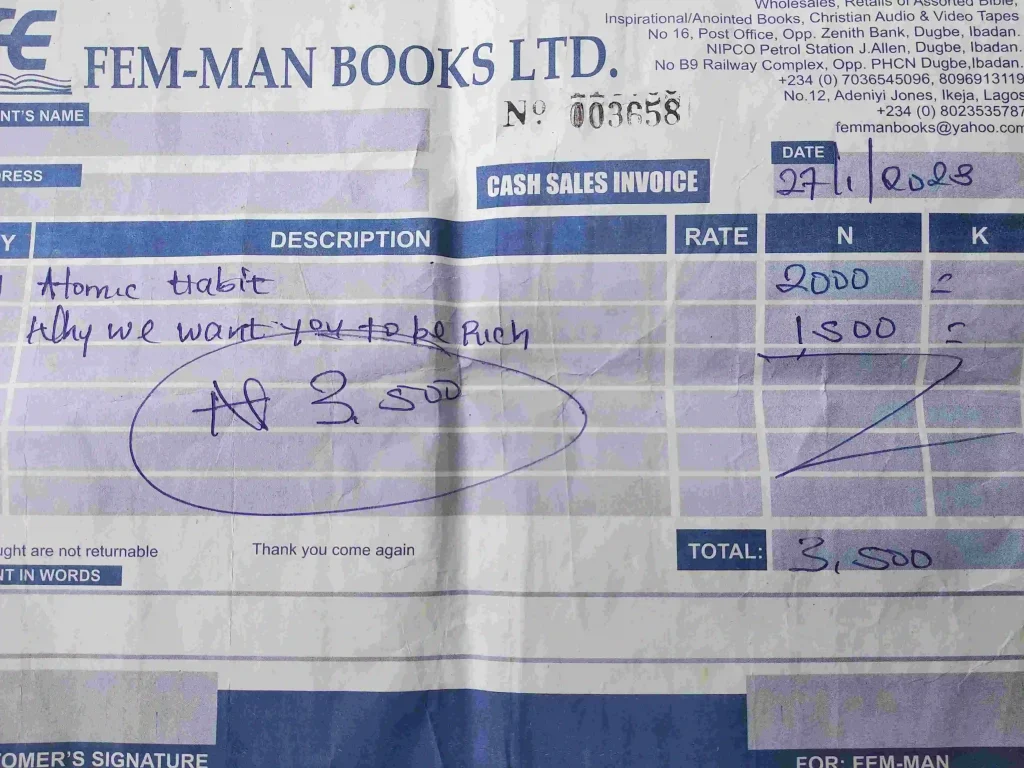 Wholesales, Retails of Assorted Bible,
Inspirational/Anointed Books, Christian Audio & Video Tapes
No 16, Post Office, Opp. Zenith Bank, Dugbe, Ibadan.
NIPCO Petrol Station J.Allen, Dugbe, Ibadan.
No B9 Railway Complex, Opp. PHCN Dugbe,Ibadan.
+234 (0) 7036545096, 8096913119
No.12, Adeniyi Jones, Ikeja, Lagos
+234 (0) 8023535787
femmanbooks@yahoo.com
FE
FEM-MAN BOOKS LTD.
Nº 003658
NT'S NAME
RESS
CASH SALES INVOICE
DATE
27/1/2023
Y DESCRIPTION RATE N K
1 Atomic Habit 2000 =
Why we want you to be Rich 1,500 =
₦ 3,500
ught are not returnable Thank you come again
TOTAL: 3,500
NT IN WORDS
OMER'S SIGNATURE
FOR: FEM-MAN